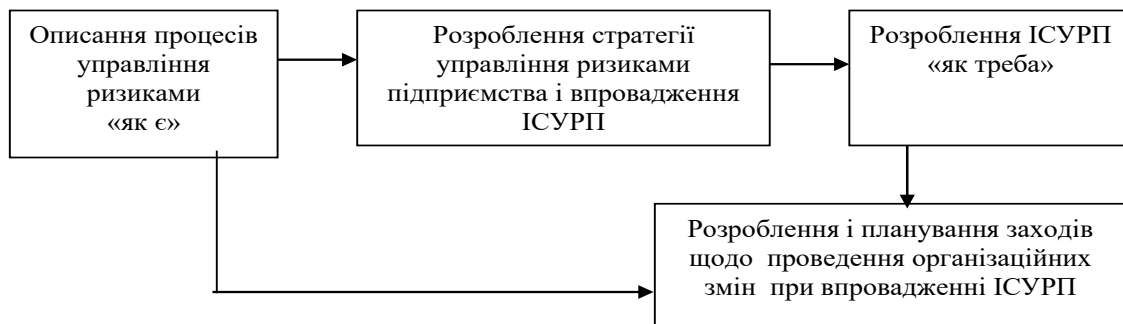 Описання процесів
управління
ризиками
«як є»
Розроблення стратегії
управління ризиками
підприємства і впровадження
ІСУРП
Розроблення ІСУРП
«як треба»
Розроблення і планування заходів
щодо проведення організаційних
змін при впровадженні ІСУРП